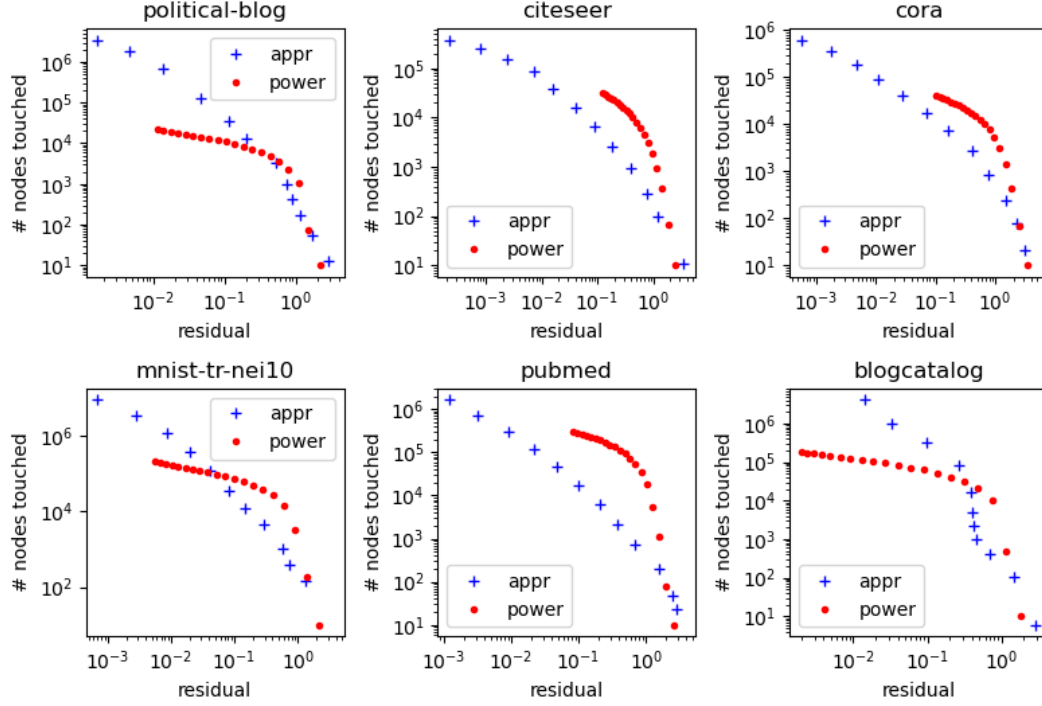 political-blog
# nodes touched
10^6
10^5
10^4
10^3
10^2
10^1
appr
power
10^-2
10^-1
10^0
residual
citeseer
# nodes touched
10^5
10^4
10^3
10^2
10^1
appr
power
10^-3
10^-2
10^-1
10^0
residual
cora
# nodes touched
10^6
10^5
10^4
10^3
10^2
10^1
appr
power
10^-3
10^-2
10^-1
10^0
residual
mnist-tr-nei10
# nodes touched
10^6
10^4
10^2
appr
power
10^-3
10^-2
10^-1
10^0
residual
pubmed
# nodes touched
10^6
10^5
10^4
10^3
10^2
10^1
appr
power
10^-3
10^-2
10^-1
10^0
residual
blogcatalog
# nodes touched
10^6
10^5
10^4
10^3
10^2
10^1
appr
power
10^-2
10^-1
10^0
residual